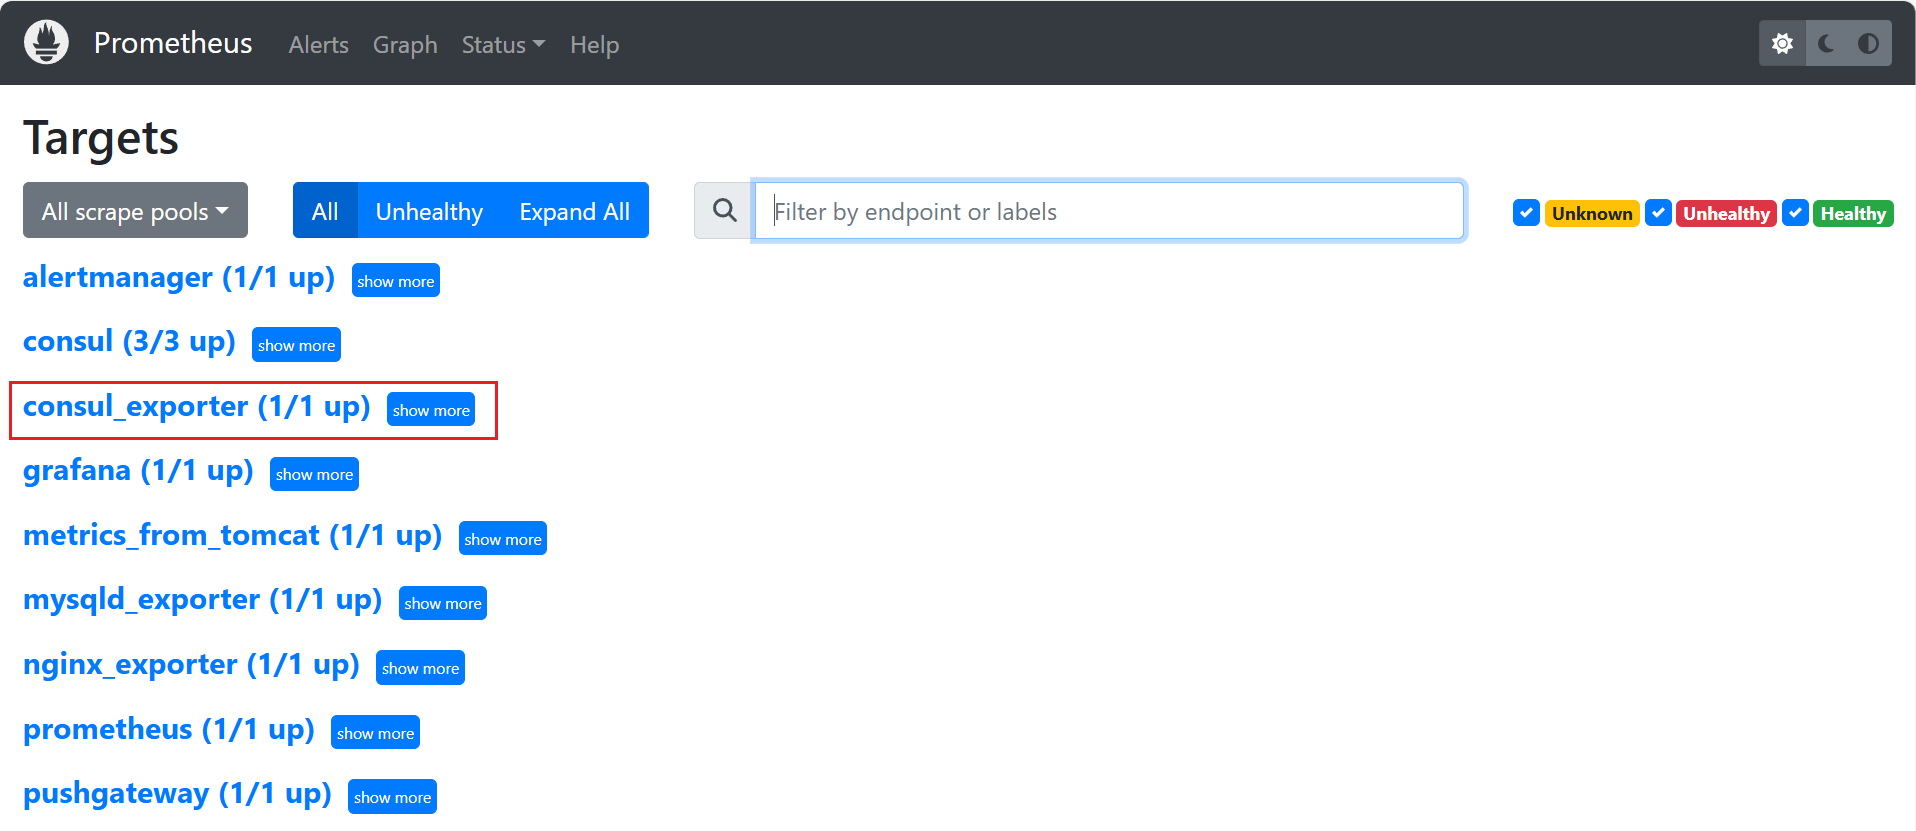 Prometheus Alerts Graph Status Help
Targets
All scrape pools All Unhealthy Expand All Filter by endpoint or labels Unknown Unhealthy Healthy
alertmanager (1/1 up) show more
consul (3/3 up) show more
consul_exporter (1/1 up) show more
grafana (1/1 up) show more
metrics_from_tomcat (1/1 up) show more
mysqld_exporter (1/1 up) show more
nginx_exporter (1/1 up) show more
prometheus (1/1 up) show more
pushgateway (1/1 up) show more